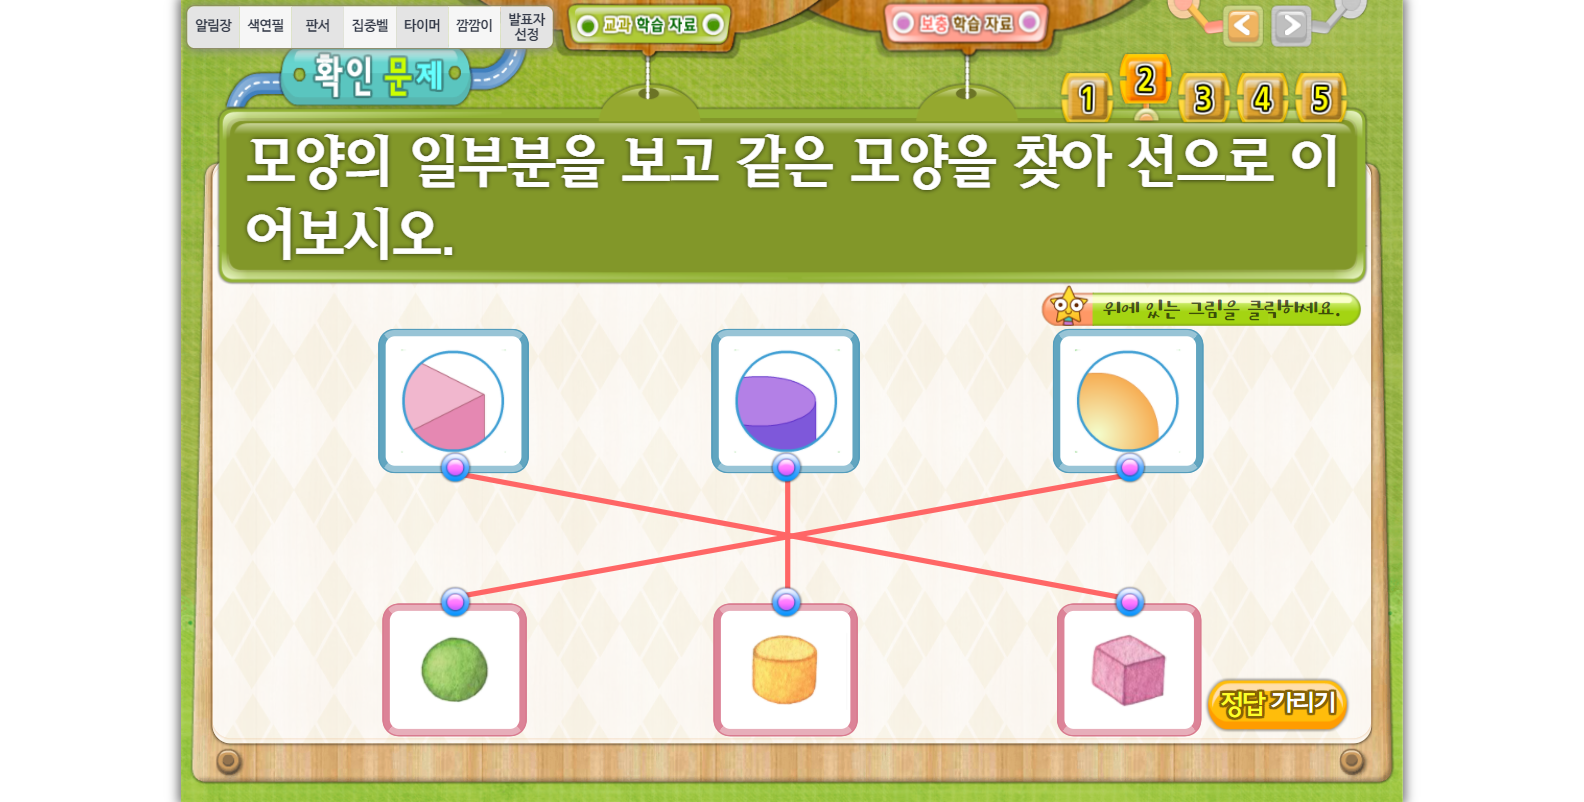 알림장 색연필 판서 집중벨 타이머 깜깜이 발표자
선정
교과 학습 자료
보충 학습 자료
확인 문제
1 2 3 4 5
모양의 일부분을 보고 같은 모양을 찾아 선으로 이
어보시오.
위에 있는 그림을 클릭하세요.
정답 가리기